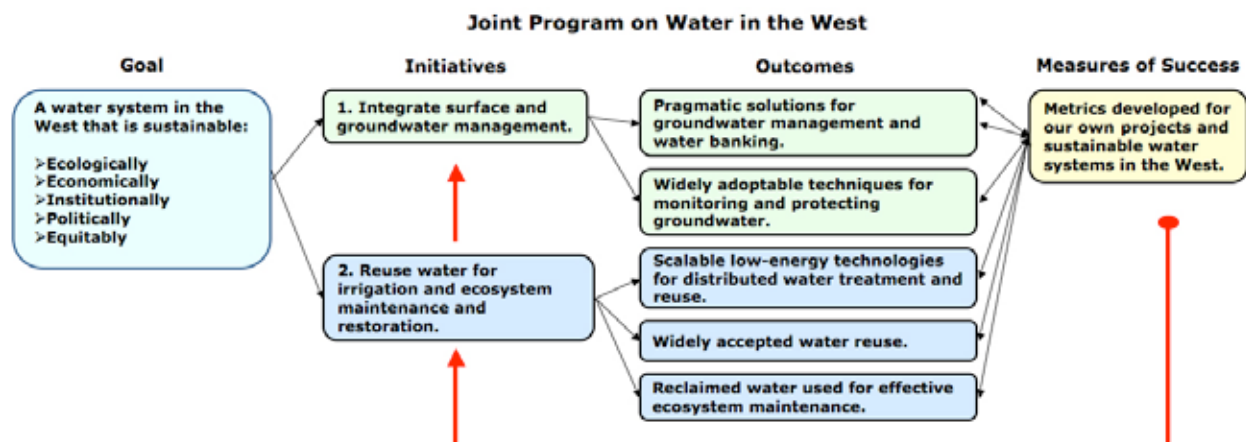 Joint Program on Water in the West
Goal
Initiatives
Outcomes
Measures of Success
A water system in the
West that is sustainable:
➢Ecologically
➢Economically
➢Institutionally
➢Politically
➢Equitably
1. Integrate surface and
groundwater management.
2. Reuse water for
irrigation and ecosystem
maintenance and
restoration.
Pragmatic solutions for
groundwater management and
water banking.
Widely adoptable techniques for
monitoring and protecting
groundwater.
Scalable low-energy technologies
for distributed water treatment and
reuse.
Widely accepted water reuse.
Reclaimed water used for effective
ecosystem maintenance.
Metrics developed for
our own projects and
sustainable water
systems in the West.